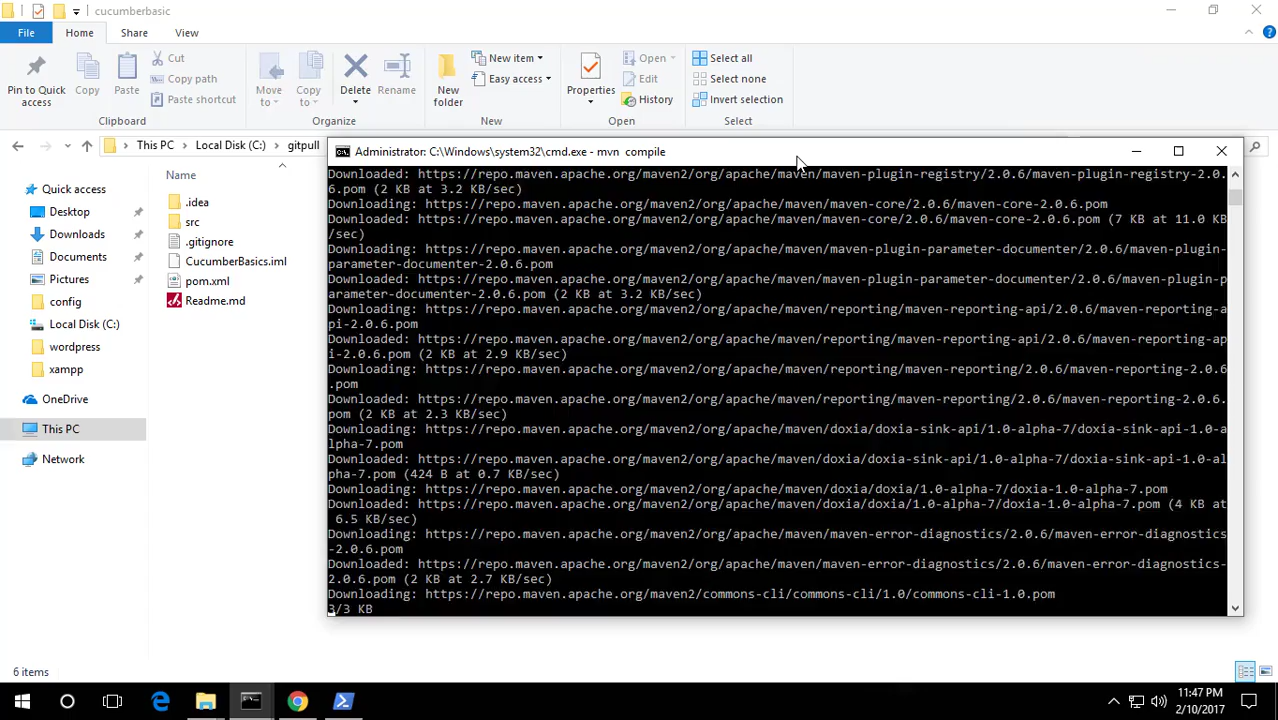 cucumberbasic
File
Home
Share
View
Pin to Quick access
Copy
Paste
Cut
Copy path
Paste shortcut
Clipboard
Move to
Copy to
Delete
Rename
Organize
New folder
New item
Easy access
New
Properties
Open
Edit
History
Open
Select all
Select none
Invert selection
Select
This PC
Local Disk (C:)
gitpull
Name
Quick access
Desktop
Downloads
Documents
Pictures
config
Local Disk (C:)
wordpress
xampp
OneDrive
This PC
Network
.idea
src
.gitignore
CucumberBasics.iml
pom.xml
Readme.md
Administrator: C:\Windows\system32\cmd.exe - mvn  compile
Downloaded: https://repo.maven.apache.org/maven2/org/apache/maven/maven-plugin-registry/2.0.6/maven-plugin-registry-2.0.
6.pom (2 KB at 3.2 KB/sec)
Downloading: https://repo.maven.apache.org/maven2/org/apache/maven/maven-core/2.0.6/maven-core-2.0.6.pom
Downloaded: https://repo.maven.apache.org/maven2/org/apache/maven/maven-core/2.0.6/maven-core-2.0.6.pom (7 KB at 11.0 KB
/sec)
Downloading: https://repo.maven.apache.org/maven2/org/apache/maven/maven-plugin-parameter-documenter/2.0.6/maven-plugin-
parameter-documenter-2.0.6.pom
Downloaded: https://repo.maven.apache.org/maven2/org/apache/maven/maven-plugin-parameter-documenter/2.0.6/maven-plugin-p
arameter-documenter-2.0.6.pom (2 KB at 3.2 KB/sec)
Downloading: https://repo.maven.apache.org/maven2/org/apache/maven/reporting/maven-reporting-api/2.0.6/maven-reporting-a
pi-2.0.6.pom
Downloaded: https://repo.maven.apache.org/maven2/org/apache/maven/reporting/maven-reporting-api/2.0.6/maven-reporting-ap
i-2.0.6.pom (2 KB at 2.9 KB/sec)
Downloading: https://repo.maven.apache.org/maven2/org/apache/maven/reporting/maven-reporting/2.0.6/maven-reporting-2.0.6
.pom
Downloaded: https://repo.maven.apache.org/maven2/org/apache/maven/reporting/maven-reporting/2.0.6/maven-reporting-2.0.6.
pom (2 KB at 2.3 KB/sec)
Downloading: https://repo.maven.apache.org/maven2/org/apache/maven/doxia/doxia-sink-api/1.0-alpha-7/doxia-sink-api-1.0-a
lpha-7.pom
Downloaded: https://repo.maven.apache.org/maven2/org/apache/maven/doxia/doxia-sink-api/1.0-alpha-7/doxia-sink-api-1.0-al
pha-7.pom (424 B at 0.7 KB/sec)
Downloading: https://repo.maven.apache.org/maven2/org/apache/maven/doxia/doxia/1.0-alpha-7/doxia-1.0-alpha-7.pom
Downloaded: https://repo.maven.apache.org/maven2/org/apache/maven/doxia/doxia/1.0-alpha-7/doxia-1.0-alpha-7.pom (4 KB at
 6.5 KB/sec)
Downloading: https://repo.maven.apache.org/maven2/org/apache/maven/maven-error-diagnostics/2.0.6/maven-error-diagnostics
-2.0.6.pom
Downloaded: https://repo.maven.apache.org/maven2/org/apache/maven/maven-error-diagnostics/2.0.6/maven-error-diagnostics-
2.0.6.pom (2 KB at 2.7 KB/sec)
Downloading: https://repo.maven.apache.org/maven2/commons-cli/commons-cli/1.0/commons-cli-1.0.pom
3/3 KB
6 items
11:47 PM
2/10/2017